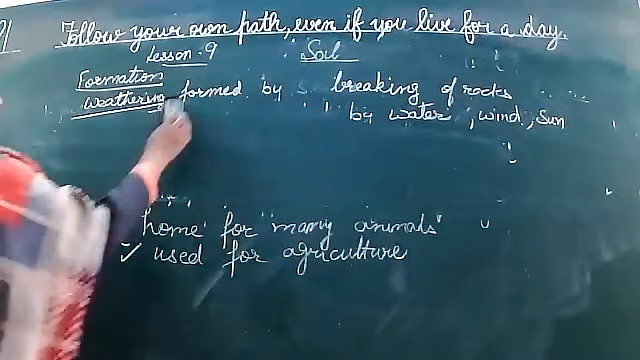 Follow your own path, even if you live for a day.
Lesson - 9 Soil
Formation
Weathering formed by breaking of rocks
by water, wind, Sun
home for many animals
✓ used for agriculture